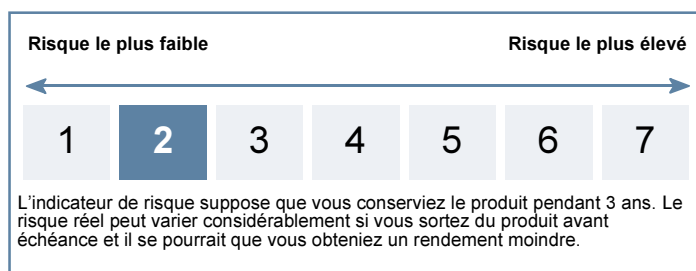 Risque le plus faible Risque le plus élevé
1 2 3 4 5 6 7
L'indicateur de risque suppose que vous conserviez le produit pendant 3 ans. Le
risque réel peut varier considérablement si vous sortez du produit avant
échéance et il se pourrait que vous obteniez un rendement moindre.